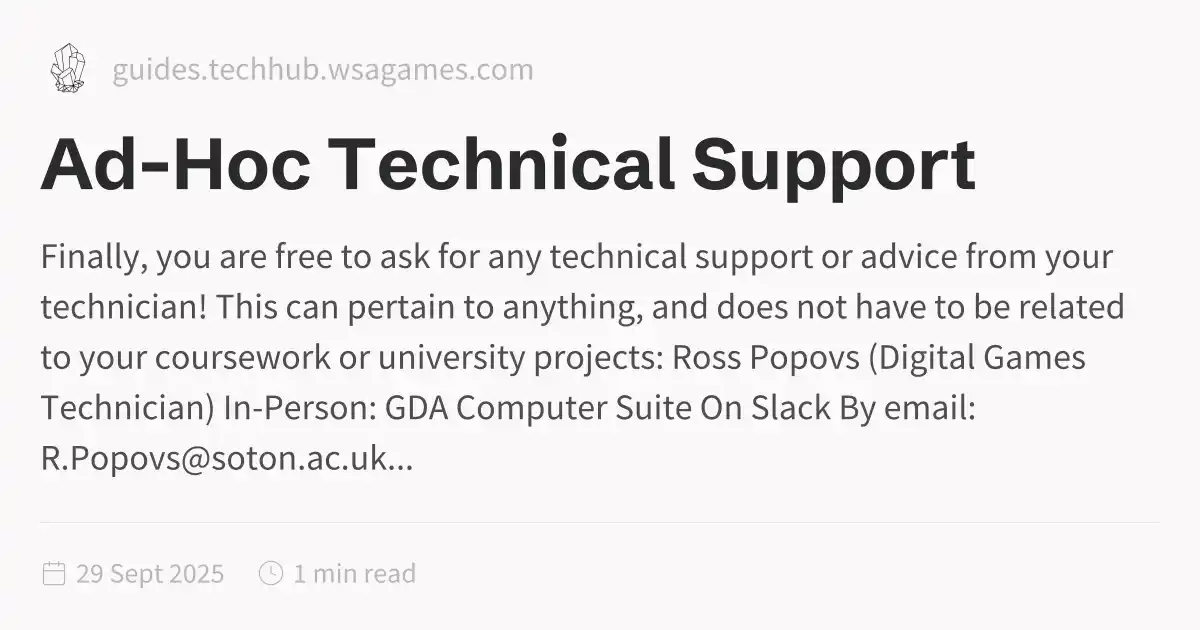 guides.techhub.wsagames.com
Ad-Hoc Technical Support
Finally, you are free to ask for any technical support or advice from your
technician! This can pertain to anything, and does not have to be related
to your coursework or university projects: Ross Popovs (Digital Games
Technician) In-Person: GDA Computer Suite On Slack By email:
R.Popovs@soton.ac.uk...
29 Sept 2025 1 min read